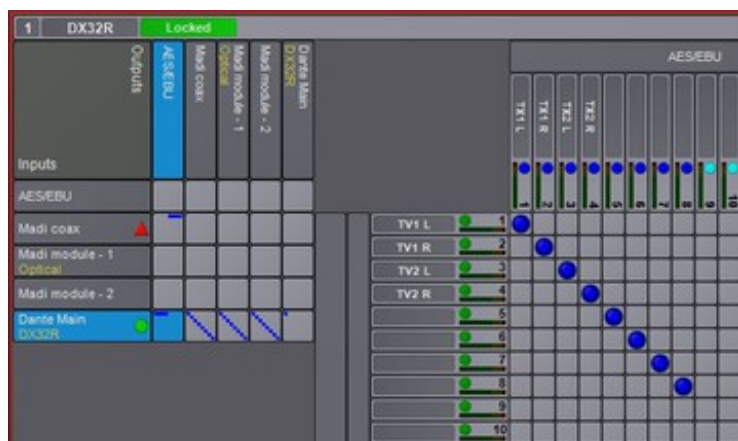 1 DX32R Locked
Outputs
AES/EBU
Madi coax
Madi module - 1
Optical
Madi module - 2
Dante Main
DX32R
Inputs
AES/EBU
Madi coax
Madi module - 1
Optical
Madi module - 2
Dante Main
DX32R
AES/EBU
TX1 L
TX1 R
TX2 L
TX2 R
1 2 3 4 5 6 7 8 9 10
TV1 L 1
TV1 R 2
TV2 L 3
TV2 R 4
5
6
7
8
9
10